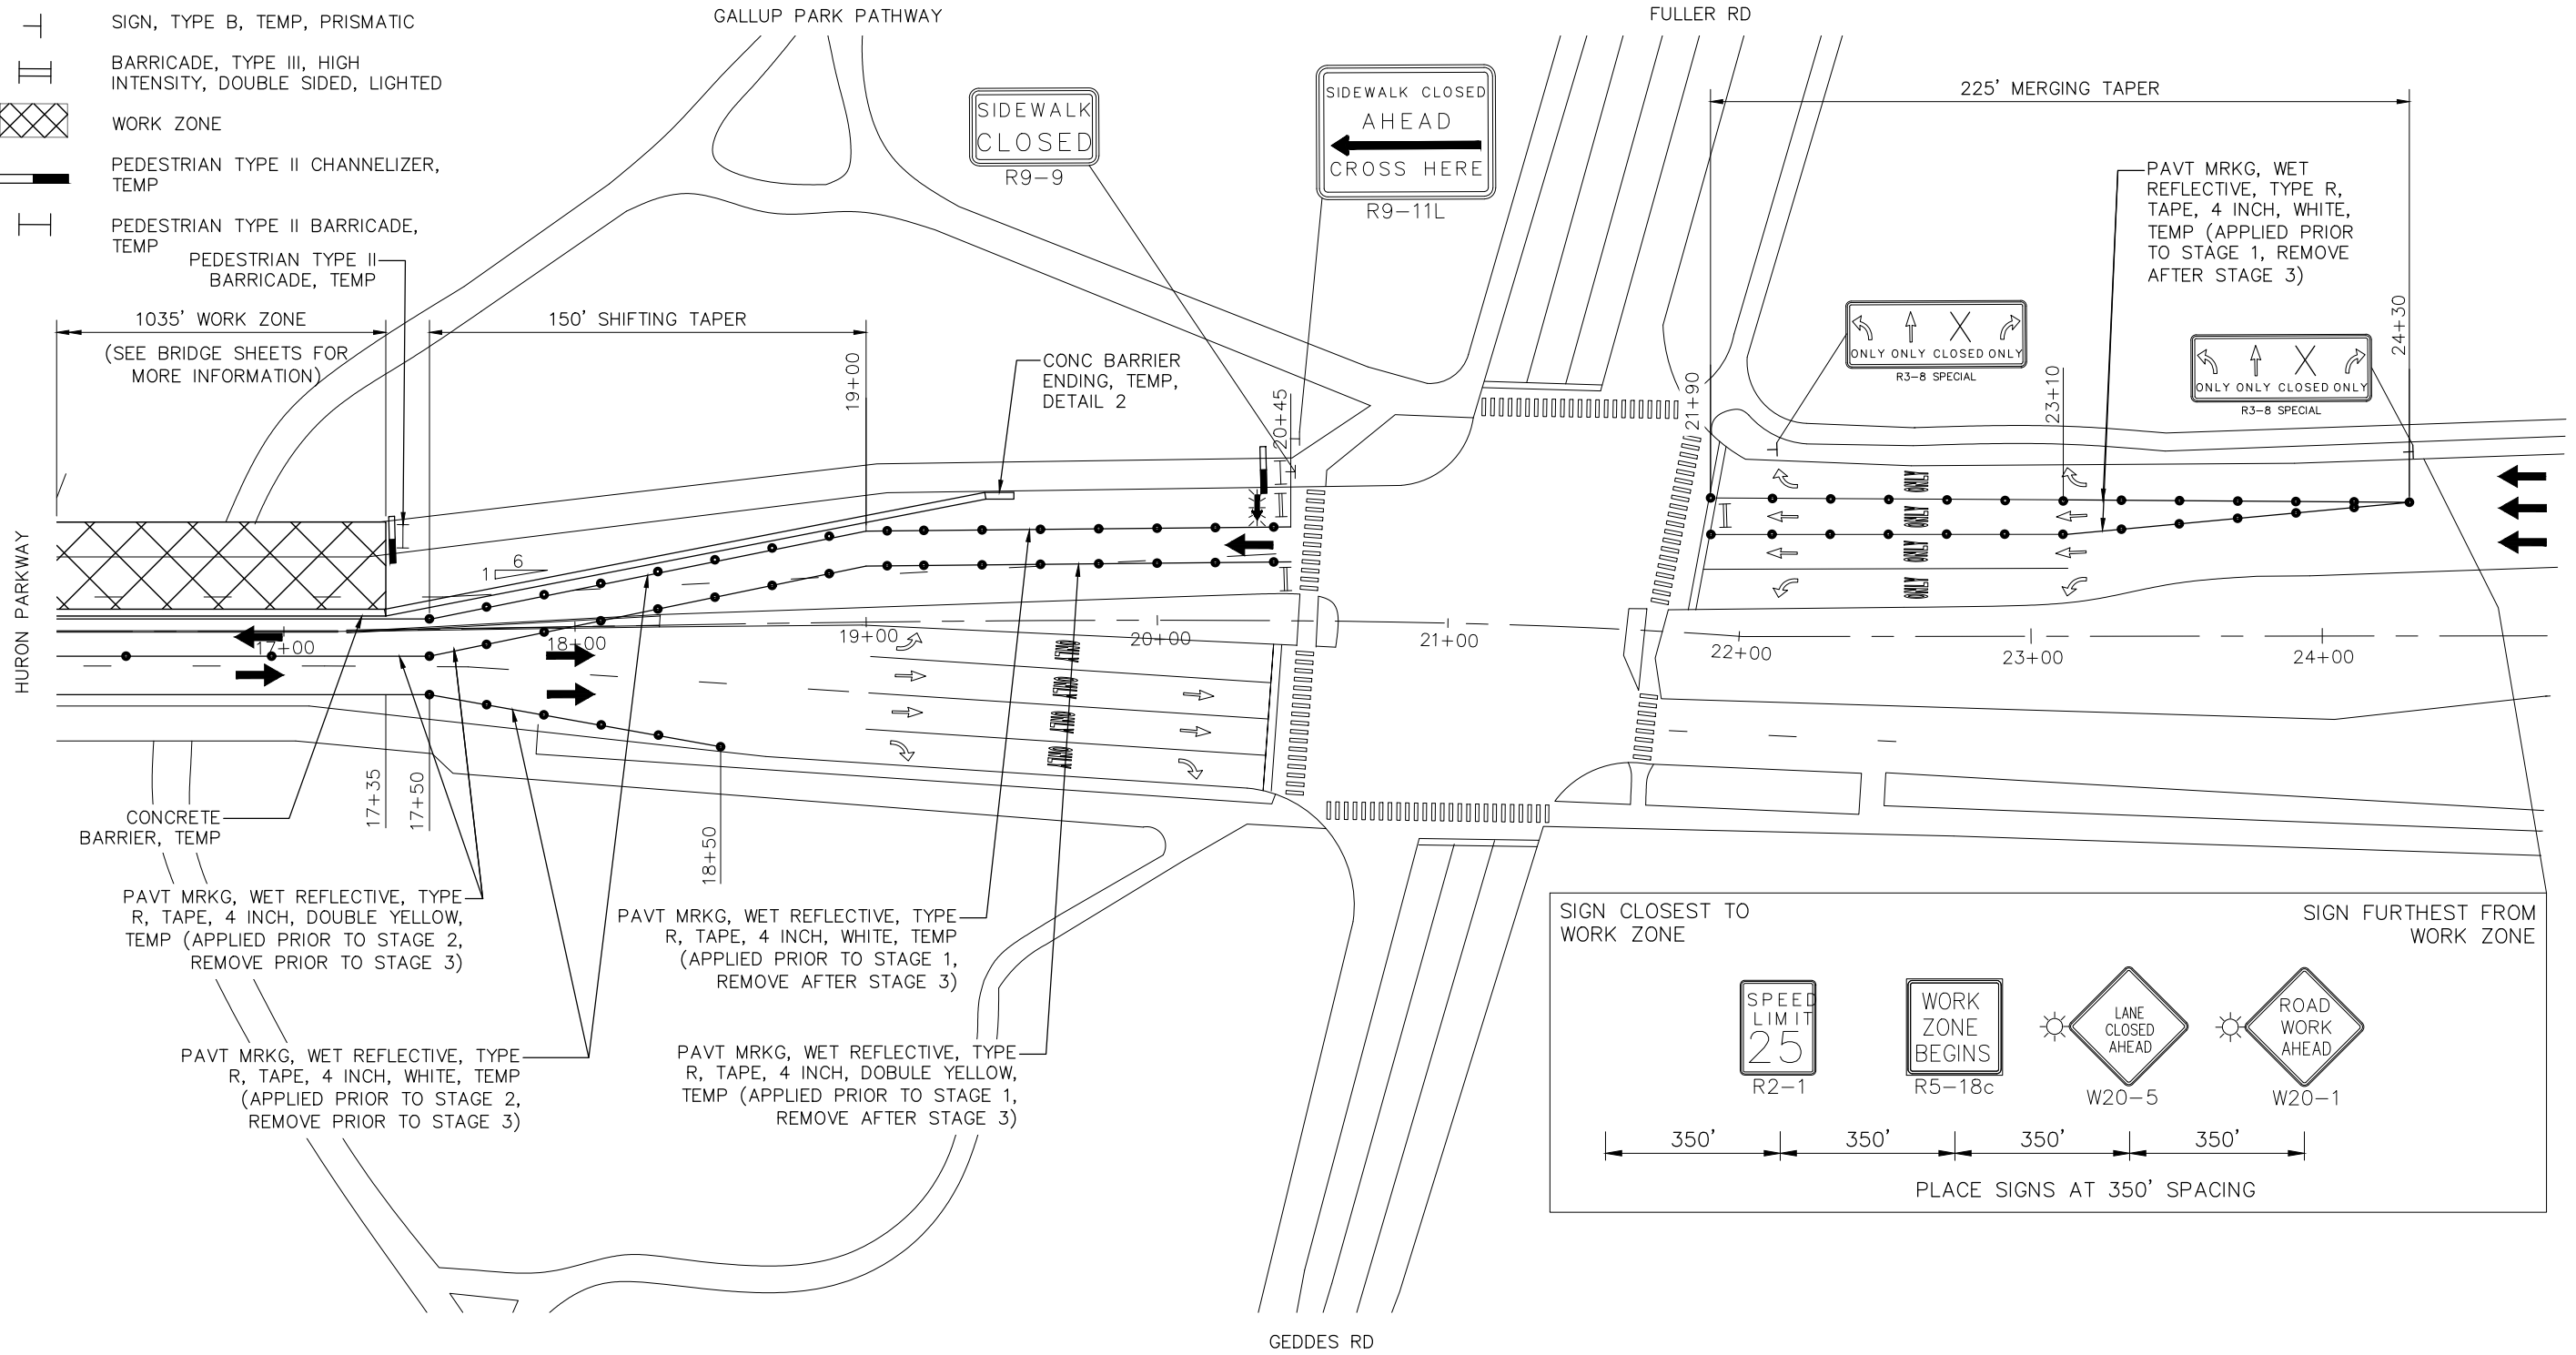 SIGN, TYPE B, TEMP, PRISMATIC
BARRICADE, TYPE III, HIGH
INTENSITY, DOUBLE SIDED, LIGHTED
WORK ZONE
PEDESTRIAN TYPE II CHANNELIZER,
TEMP
PEDESTRIAN TYPE II BARRICADE,
TEMP
PEDESTRIAN TYPE II
BARRICADE, TEMP
1035' WORK ZONE
(SEE BRIDGE SHEETS FOR
MORE INFORMATION)
150' SHIFTING TAPER
GALLUP PARK PATHWAY
FULLER RD
SIDEWALK
CLOSED
R9-9
SIDEWALK CLOSED
AHEAD
CROSS HERE
R9-11L
225' MERGING TAPER
PAVT MRKG, WET
REFLECTIVE, TYPE R,
TAPE, 4 INCH, WHITE,
TEMP (APPLIED PRIOR
TO STAGE 1, REMOVE
AFTER STAGE 3)
ONLY ONLY CLOSED ONLY
R3-8 SPECIAL
ONLY ONLY CLOSED ONLY
R3-8 SPECIAL
CONC BARRIER
ENDING, TEMP,
DETAIL 2
19+00
20+45
21+90
23+10
24+30
ONLY
ONLY
ONLY
ONLY
6
1
HURON PARKWAY
17+00
18+00
19+00
20+00
21+00
22+00
23+00
24+00
ONLY
ONLY
ONLY
ONLY
17+35
17+50
18+50
CONCRETE
BARRIER, TEMP
PAVT MRKG, WET REFLECTIVE, TYPE
R, TAPE, 4 INCH, DOUBLE YELLOW,
TEMP (APPLIED PRIOR TO STAGE 2,
REMOVE PRIOR TO STAGE 3)
PAVT MRKG, WET REFLECTIVE, TYPE
R, TAPE, 4 INCH, WHITE, TEMP
(APPLIED PRIOR TO STAGE 1,
REMOVE AFTER STAGE 3)
PAVT MRKG, WET REFLECTIVE, TYPE
R, TAPE, 4 INCH, WHITE, TEMP
(APPLIED PRIOR TO STAGE 2,
REMOVE PRIOR TO STAGE 3)
PAVT MRKG, WET REFLECTIVE, TYPE
R, TAPE, 4 INCH, DOBULE YELLOW,
TEMP (APPLIED PRIOR TO STAGE 1,
REMOVE AFTER STAGE 3)
SIGN CLOSEST TO
WORK ZONE
SIGN FURTHEST FROM
WORK ZONE
SPEED
LIMIT
25
R2-1
WORK
ZONE
BEGINS
R5-18c
LANE
CLOSED
AHEAD
W20-5
ROAD
WORK
AHEAD
W20-1
350' 350' 350' 350'
PLACE SIGNS AT 350' SPACING
GEDDES RD